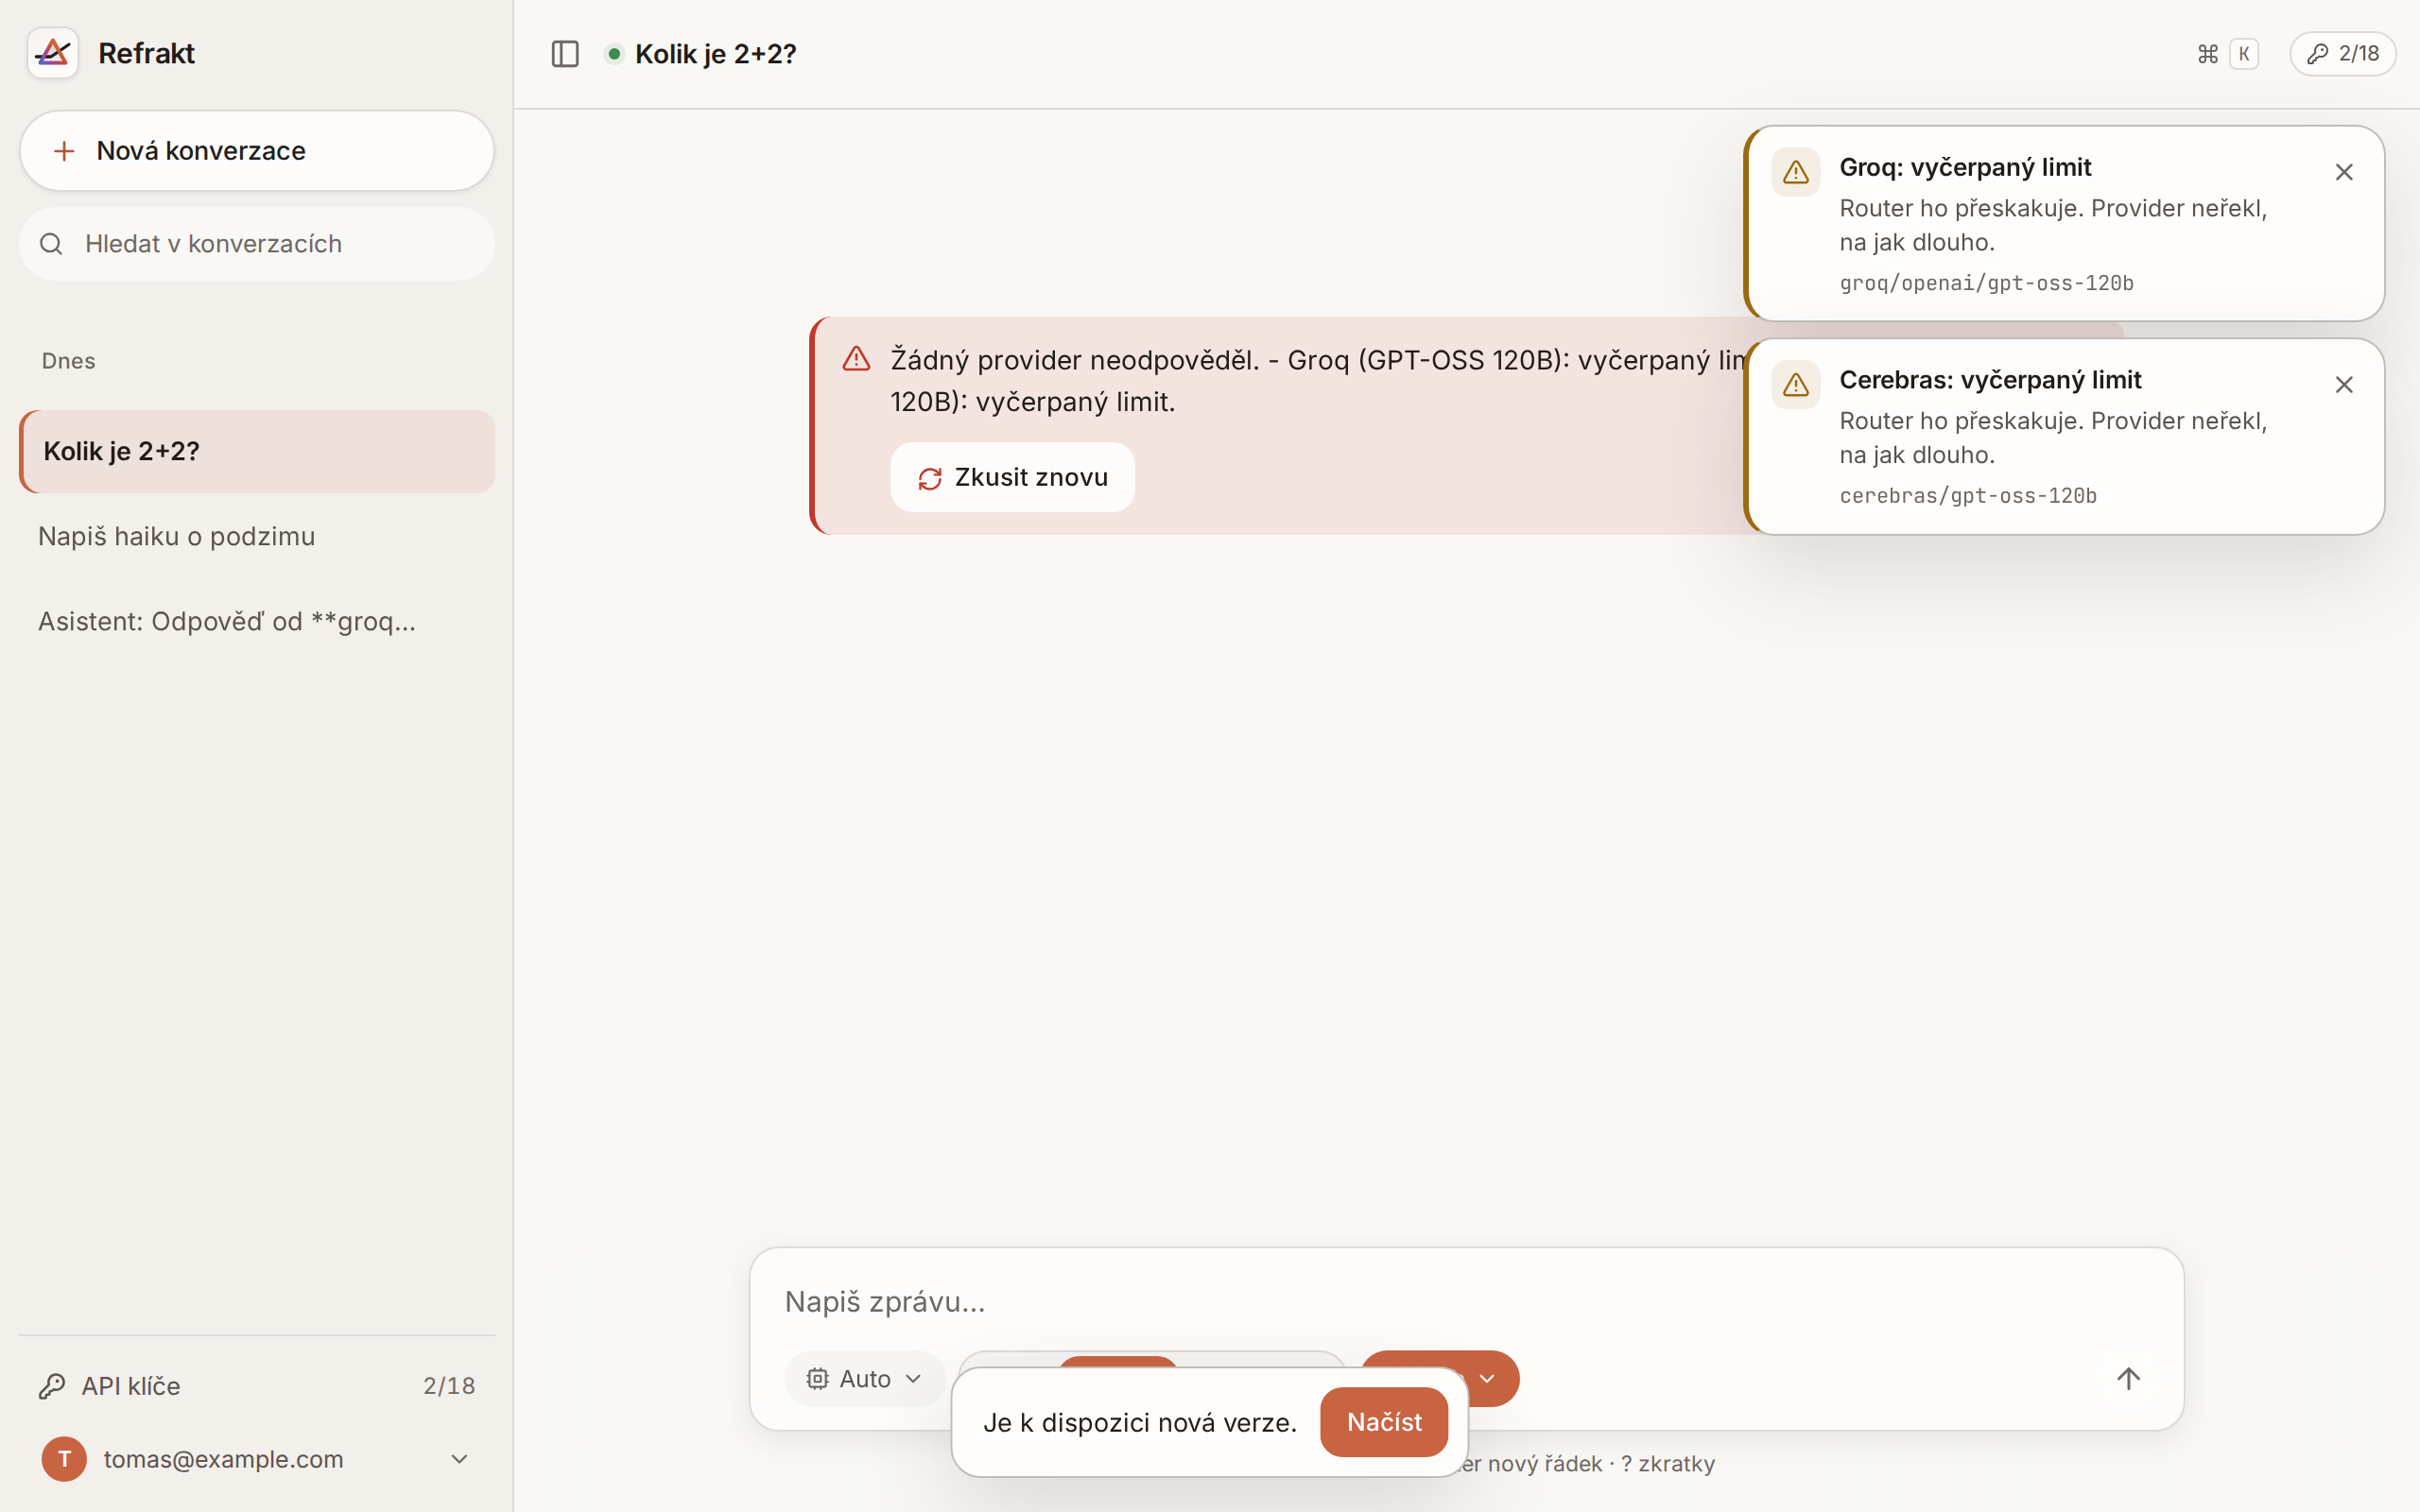 Refrakt
Nová konverzace
Hledat v konverzacích
Dnes
Kolik je 2+2?
Napiš haiku o podzimu
Asistent: Odpověď od **groq...
API klíče 2/18
T tomas@example.com
Kolik je 2+2?
⌘ K 2/18
Groq: vyčerpaný limit
Router ho přeskakuje. Provider neřekl,
na jak dlouho.
groq/openai/gpt-oss-120b
Cerebras: vyčerpaný limit
Router ho přeskakuje. Provider neřekl,
na jak dlouho.
cerebras/gpt-oss-120b
Žádný provider neodpověděl. - Groq (GPT-OSS 120B): vyčerpaný
120B): vyčerpaný limit.
Zkusit znovu
Napiš zprávu...
Auto
Je k dispozici nová verze. Načíst
nový řádek · ? zkratky